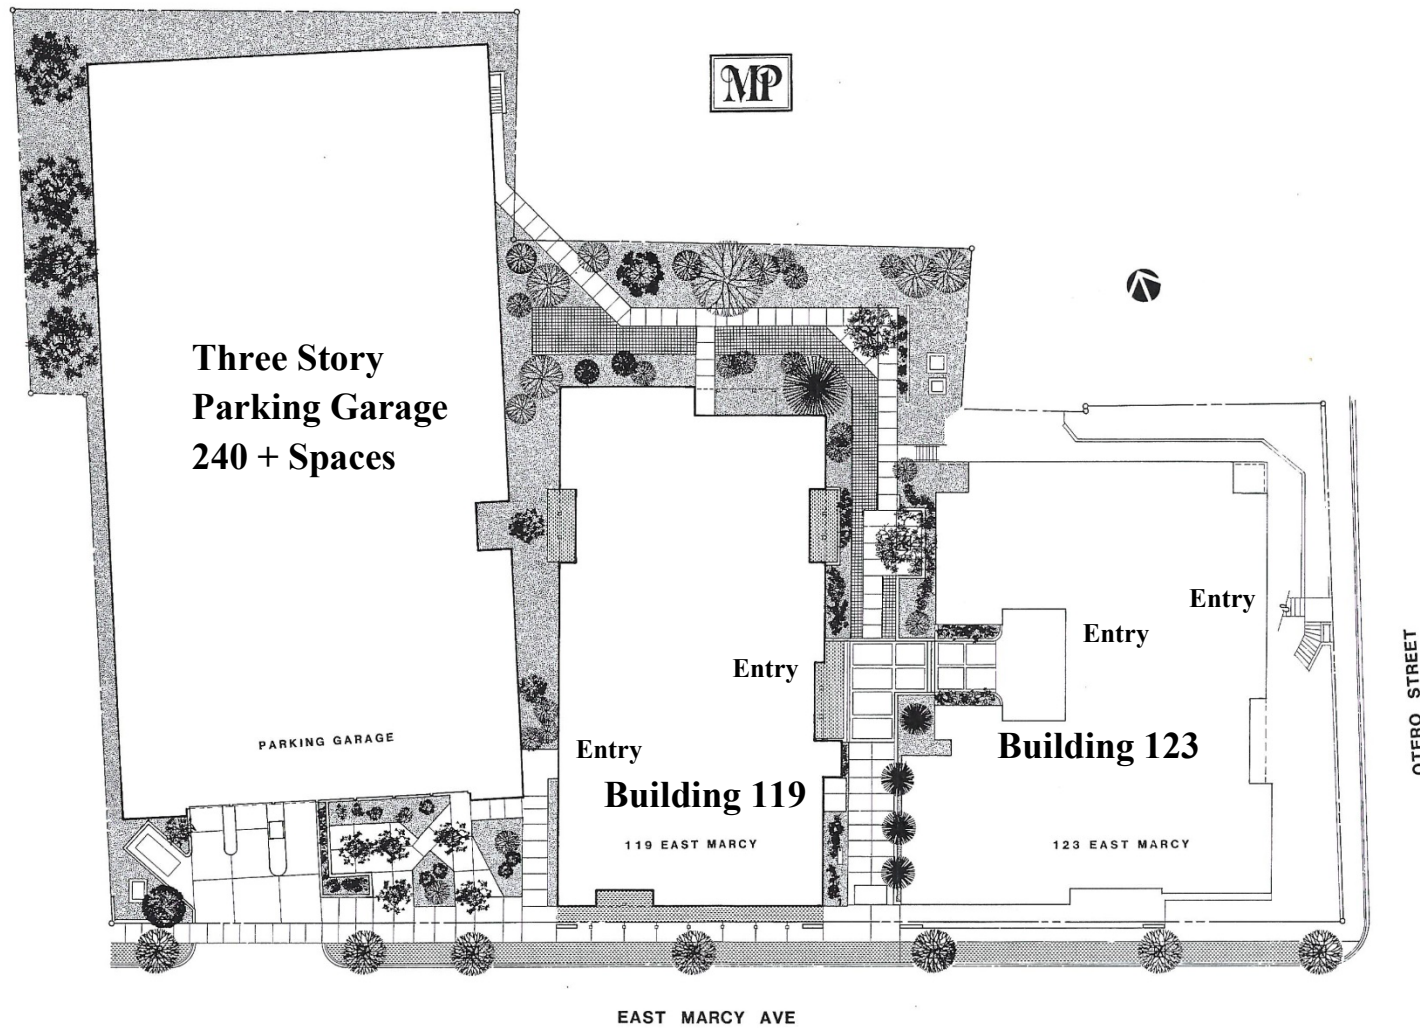 MP
Three Story
Parking Garage
240 + Spaces
Entry
Entry
Entry
Entry
PARKING GARAGE
Building 119
Building 123
119 EAST MARCY
123 EAST MARCY
OTERO STREET
EAST MARCY AVE